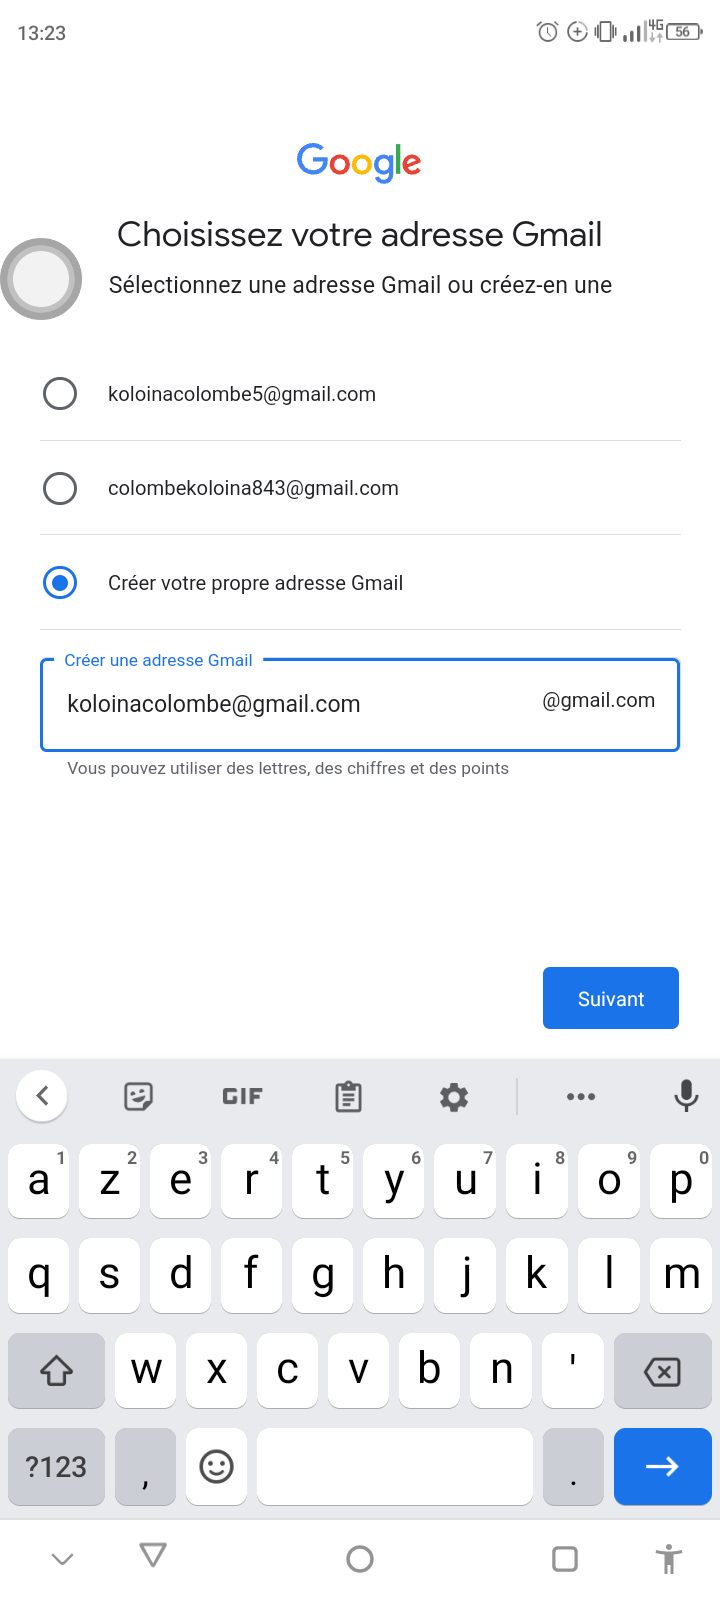 13:23
4G
56
Google
Choisissez votre adresse Gmail
Sélectionnez une adresse Gmail ou créez-en une
koloinacolombe5@gmail.com
colombekoloina843@gmail.com
Créer votre propre adresse Gmail
Créer une adresse Gmail
koloinacolombe@gmail.com @gmail.com
Vous pouvez utiliser des lettres, des chiffres et des points
Suivant
GIF
a 1 z 2 e 3 r 4 t 5 y 6 u 7 i 8 o 9 p 0
q s d f g h j k l m
w x c v b n '
?123 , .